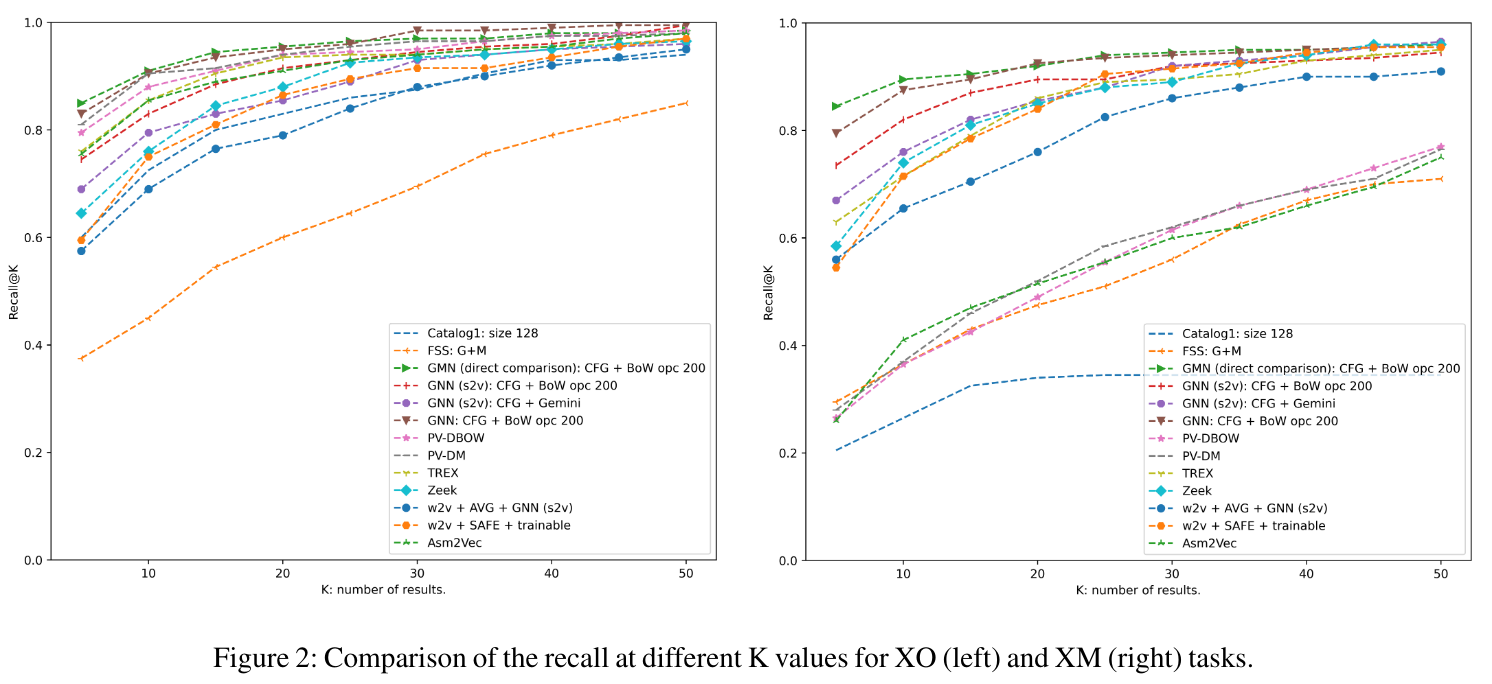 1.0
0.8
0.6
0.4
0.2
0.0
Recall@K
10
20
30
40
50
K: number of results.
Catalog1: size 128
FSS: G+M
GMN (direct comparison): CFG + BoW opc 200
GNN (s2v): CFG + BoW opc 200
GNN (s2v): CFG + Gemini
GNN: CFG + BoW opc 200
PV-DBOW
PV-DM
TREX
Zeek
w2v + AVG + GNN (s2v)
w2v + SAFE + trainable
Asm2Vec
1.0
0.8
0.6
0.4
0.2
0.0
Recall@K
10
20
30
40
50
K: number of results.
Catalog1: size 128
FSS: G+M
GMN (direct comparison): CFG + BoW opc 200
GNN (s2v): CFG + BoW opc 200
GNN (s2v): CFG + Gemini
GNN: CFG + BoW opc 200
PV-DBOW
PV-DM
TREX
Zeek
w2v + AVG + GNN (s2v)
w2v + SAFE + trainable
Asm2Vec
Figure 2: Comparison of the recall at different K values for XO (left) and XM (right) tasks.